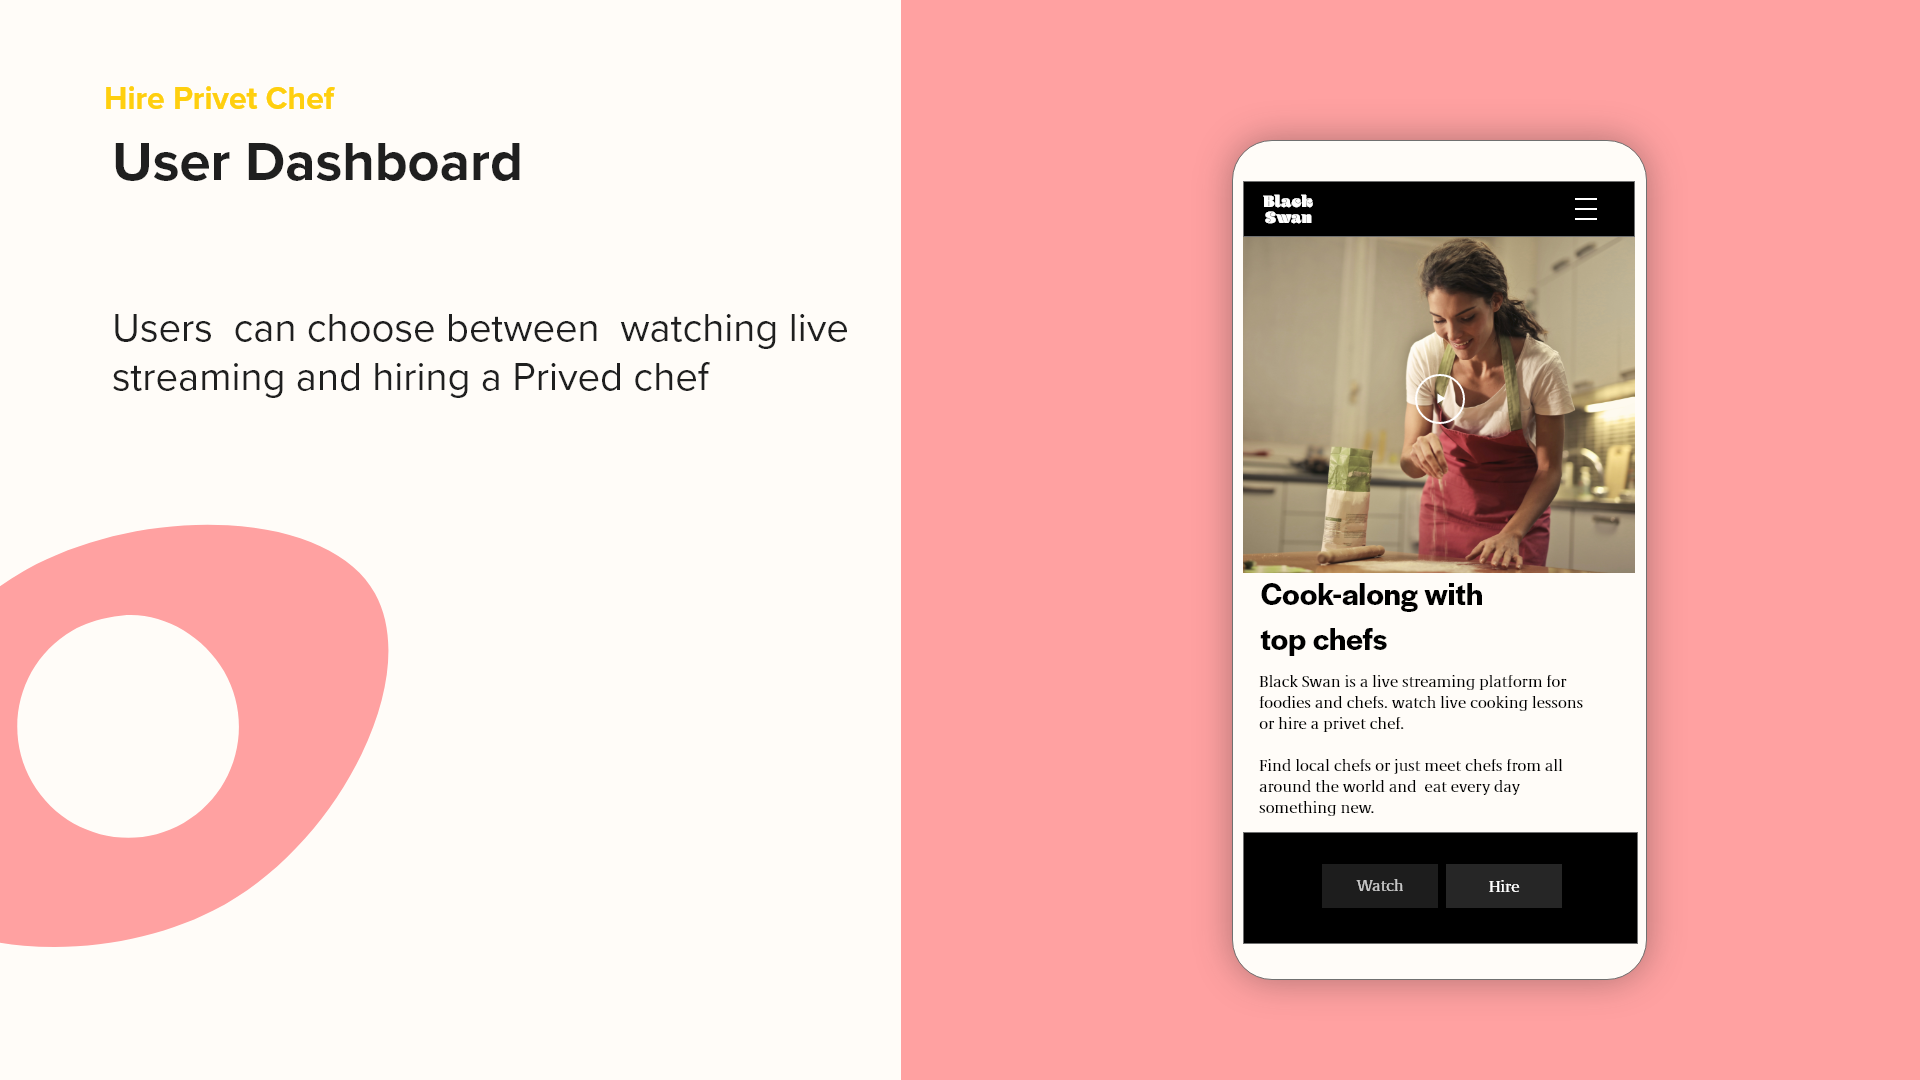 Hire Privet Chef
User Dashboard
Users  can choose between  watching live
streaming and hiring a Prived chef
Black
Swan
Cook-along with
top chefs
Black Swan is a live streaming platform for
foodies and chefs. watch live cooking lessons
or hire a privet chef.
Find local chefs or just meet chefs from all
around the world and  eat every day
something new.
Watch
Hire